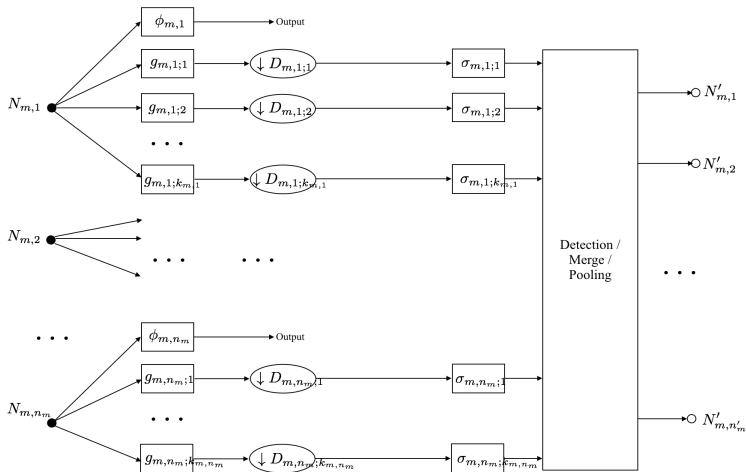 ϕ_{m,1} Output
g_{m,1;1} ↓ D_{m,1;1} σ_{m,1;1}
N_{m,1} g_{m,1;2} ↓ D_{m,1;2} σ_{m,1;2} N'_{m,1}
...
g_{m,1;k_{m,1}} ↓ D_{m,1;k_{m,1}} σ_{m,1;k_{m,1}} N'_{m,2}
N_{m,2}
... ...
Detection /
Merge /
Pooling
...
...
ϕ_{m,n_m} Output
g_{m,n_m;1} ↓ D_{m,n_m;1} σ_{m,n_m;1}
N_{m,n_m} ... N'_{m,n'_m}
g_{m,n_m;k_{m,n_m}} ↓ D_{m,n_m;k_{m,n_m}} σ_{m,n_m;k_{m,n_m}}